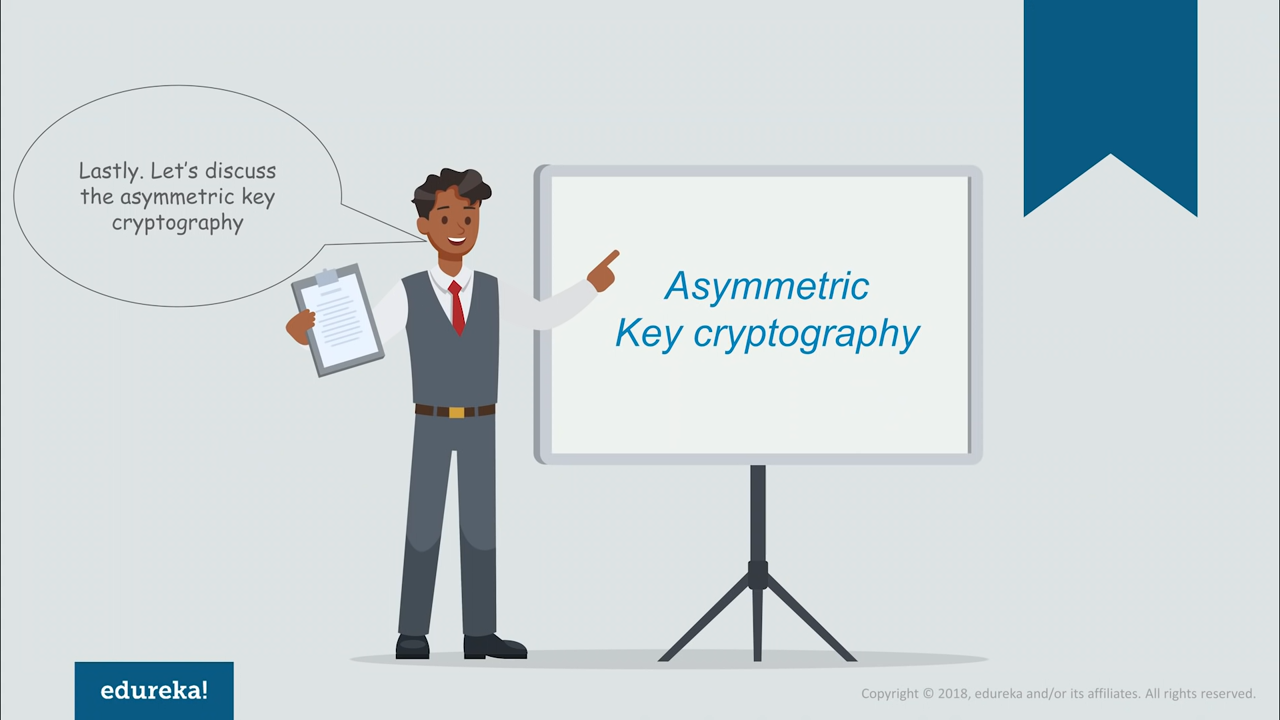 Lastly. Let's discuss
the asymmetric key
cryptography
Asymmetric
Key cryptography
edureka!
Copyright © 2018, edureka and/or its affiliates. All rights reserved.